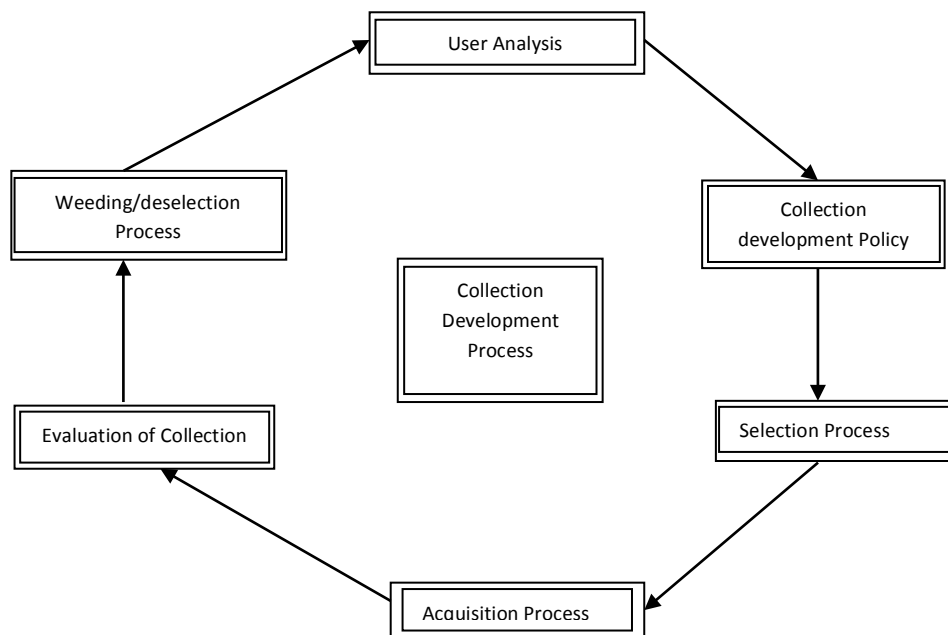 User Analysis
Weeding/deselection
Process
Collection
development Policy
Collection
Development
Process
Evaluation of Collection
Selection Process
Acquisition Process